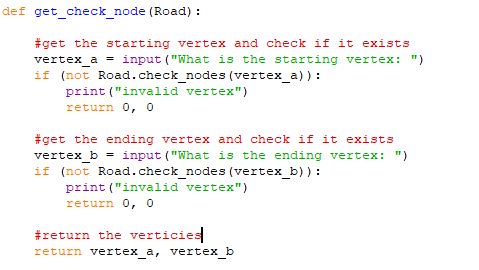 def get_check_node(Road):
#get the starting vertex and check if it exists
vertex_a = input("What is the starting vertex: ")
if (not Road.check_nodes(vertex_a)):
print("invalid vertex")
return 0, 0
#get the ending vertex and check if it exists
vertex_b = input("What is the ending vertex: ")
if (not Road.check_nodes(vertex_b)):
print("invalid vertex")
return 0, 0
#return the verticies
return vertex_a, vertex_b